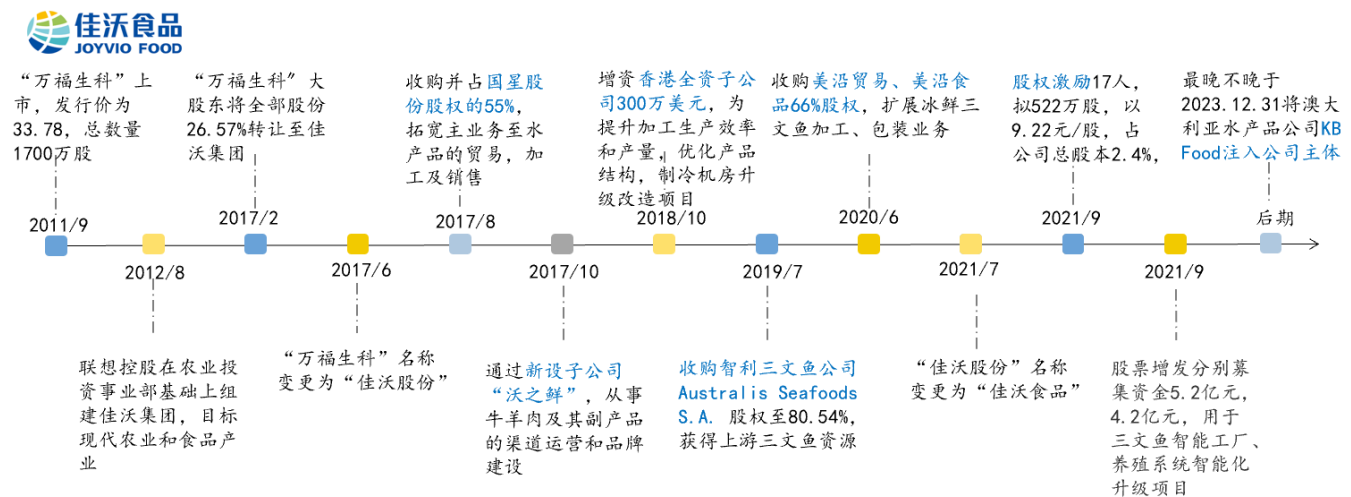 佳沃食品
JOYVIO FOOD
“万福生科”上
市，发行价为
33.78，总数量
1700万股
“万福生科”大
股东将全部股份
26.57%转让至佳
沃集团
收购并占国星股
份股权的55%，
拓宽主业务至水
产品的贸易，加
工及销售
增资香港全资子公
司300万美元，为
提升加工生产效率
和产量，优化产品
结构，制冷机房升
级改造项目
收购美沿贸易、美沿食
品66%股权，扩展冰鲜三
文鱼加工、包装业务
股权激励17人，
拟522万股，以
9.22元/股，占
公司总股本2.4%，
最晚不晚于
2023.12.31将澳大
利亚水产品公司KB
Food注入公司主体
2011/9
2017/2
2017/8
2018/10
2020/6
2021/9
后期
2012/8
2017/6
2017/10
2019/7
2021/7
2021/9
联想控股在农业投
资事业部基础上组
建佳沃集团，目标
现代农业和食品产
业
“万福生科”名称
变更为“佳沃股份”
通过新设子公司
“沃之鲜”，从事
牛羊肉及其副产品
的渠道运营和品牌
建设
收购智利三文鱼公司
Australis Seafoods
S.A. 股权至80.54%，
获得上游三文鱼资源
“佳沃股份”名称
变更为“佳沃食品”
股票增发分别募
集资金5.2亿元，
4.2亿元，用于
三文鱼智能工厂、
养殖系统智能化
升级项目